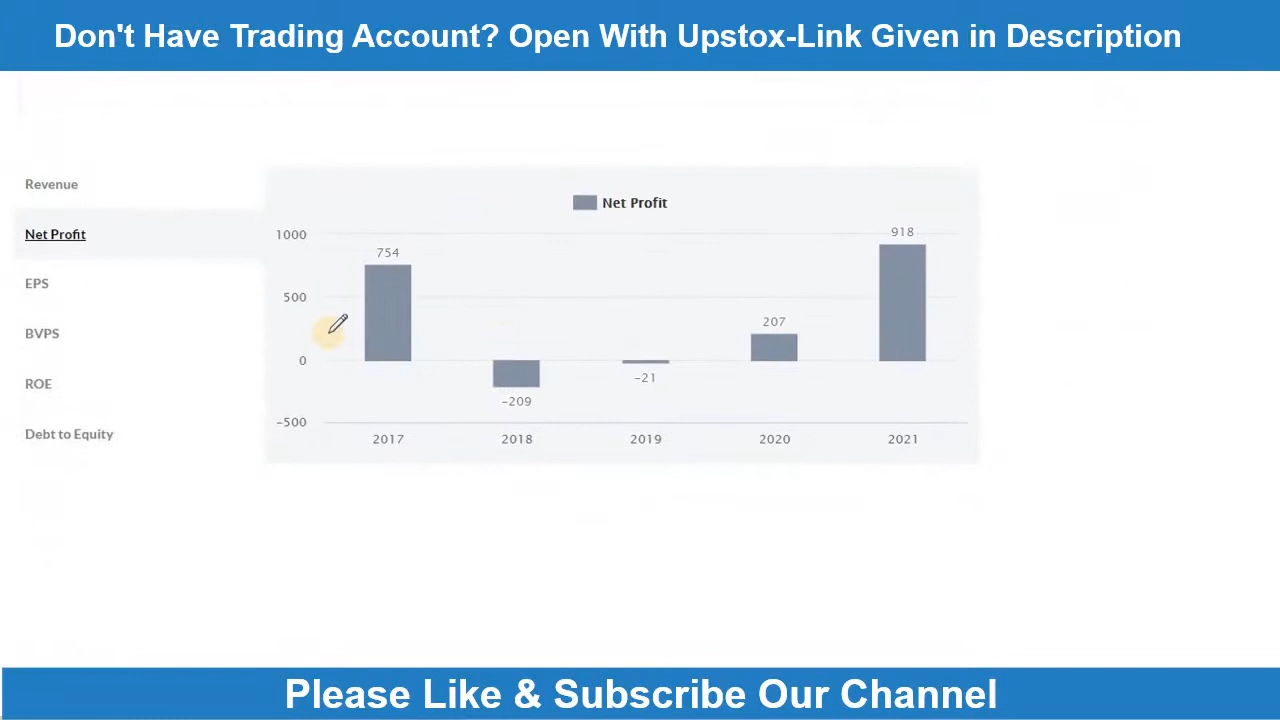 Don't Have Trading Account? Open With Upstox-Link Given in Description
Revenue
Net Profit
EPS
BVPS
ROE
Debt to Equity
Net Profit
1000
500
0
−500
754
−209
−21
207
918
2017 2018 2019 2020 2021
Please Like & Subscribe Our Channel